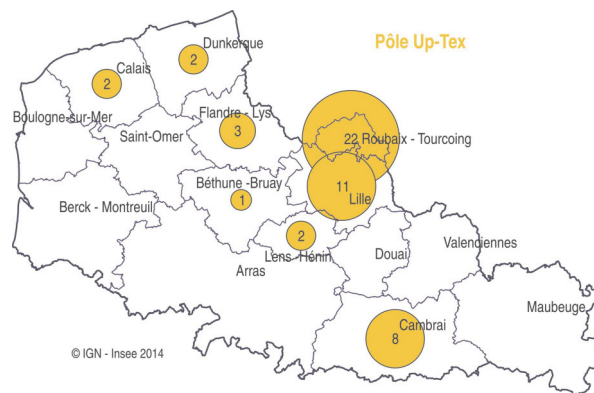 Pôle Up-Tex
Dunkerque
2
Calais
2
Boulogne-sur-Mer
Flandre - Lys
3
Saint-Omer
22 Roubaix - Tourcoing
11
Lille
Béthune -Bruay
1
Berck - Montreuil
2
Lens -Hénin
Arras
Douai
Valendiennes
Maubeuge
Cambrai
8
© IGN - Insee 2014